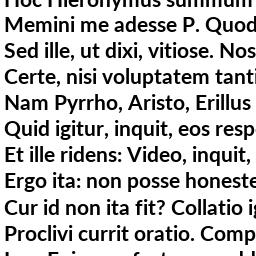 Hoc Hieronymus summum
Memini me adesse P. Quod
Sed ille, ut dixi, vitiose. Nos
Certe, nisi voluptatem tanti
Nam Pyrrho, Aristo, Erillus
Quid igitur, inquit, eos resp
Et ille ridens: Video, inquit,
Ergo ita: non posse honeste
Cur id non ita fit? Collatio ig
Proclivi currit oratio. Comp